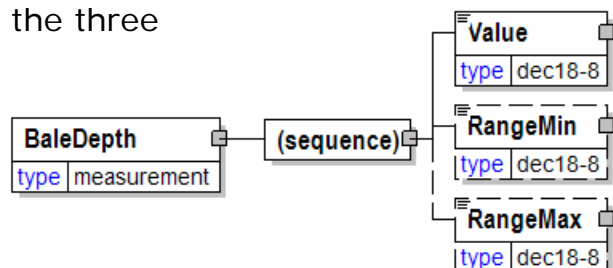 the three
Value
type dec18-8
BaleDepth
type measurement
(sequence)
RangeMin
type dec18-8
RangeMax
type dec18-8